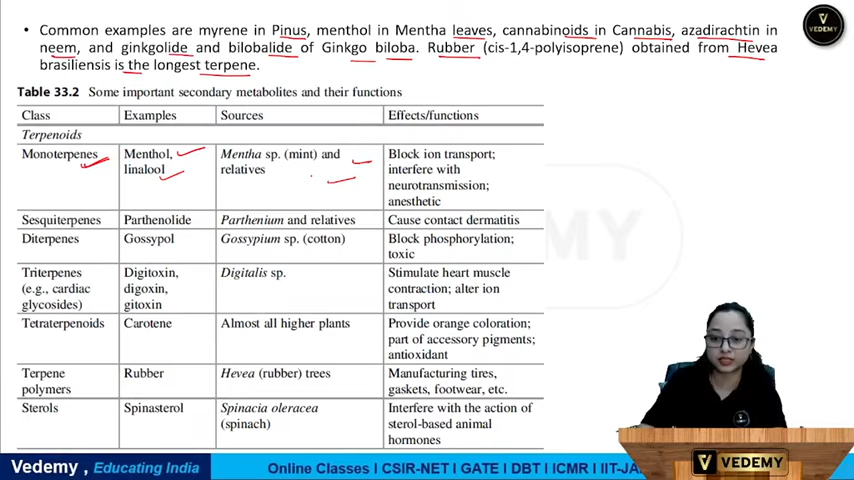 • Common examples are myrene in Pinus, menthol in Mentha leaves, cannabinoids in Cannabis, azadirachtin in
neem, and ginkgolide and bilobalide of Ginkgo biloba. Rubber (cis-1,4-polyisoprene) obtained from Hevea
brasiliensis is the longest terpene.
VEDEMY
Table 33.2 Some important secondary metabolites and their functions
Class Examples Sources Effects/functions
Terpenoids
Monoterpenes Menthol, Mentha sp. (mint) and Block ion transport;
linalool relatives interfere with
neurotransmission;
anesthetic
Sesquiterpenes Parthenolide Parthenium and relatives Cause contact dermatitis
Diterpenes Gossypol Gossypium sp. (cotton) Block phosphorylation;
toxic
Triterpenes Digitoxin, Digitalis sp. Stimulate heart muscle
(e.g., cardiac digoxin, contraction; alter ion
glycosides) gitoxin transport
Tetraterpenoids Carotene Almost all higher plants Provide orange coloration;
part of accessory pigments;
antioxidant
Terpene Rubber Hevea (rubber) trees Manufacturing tires,
polymers gaskets, footwear, etc.
Sterols Spinasterol Spinacia oleracea Interfere with the action of
(spinach) sterol-based animal
hormones
MY
Vedemy , Educating India Online Classes I CSIR-NET I GATE I DBT I ICMR I IIT-JA
VEDEMY